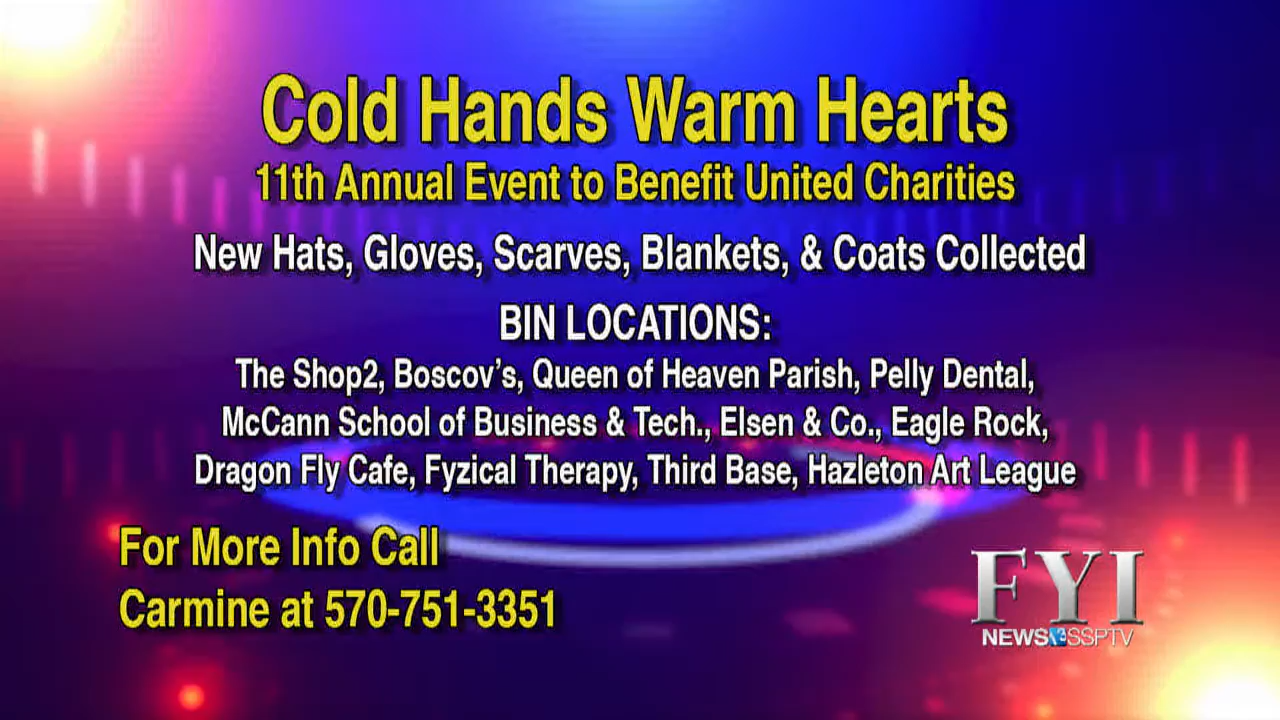 Cold Hands Warm Hearts
11th Annual Event to Benefit United Charities
New Hats, Gloves, Scarves, Blankets, & Coats Collected
BIN LOCATIONS:
The Shop2, Boscov's, Queen of Heaven Parish, Pelly Dental,
McCann School of Business & Tech., Elsen & Co., Eagle Rock,
Dragon Fly Cafe, Fyzical Therapy, Third Base, Hazleton Art League
For More Info Call
Carmine at 570-751-3351
FYI
NEWS13 SSPTV